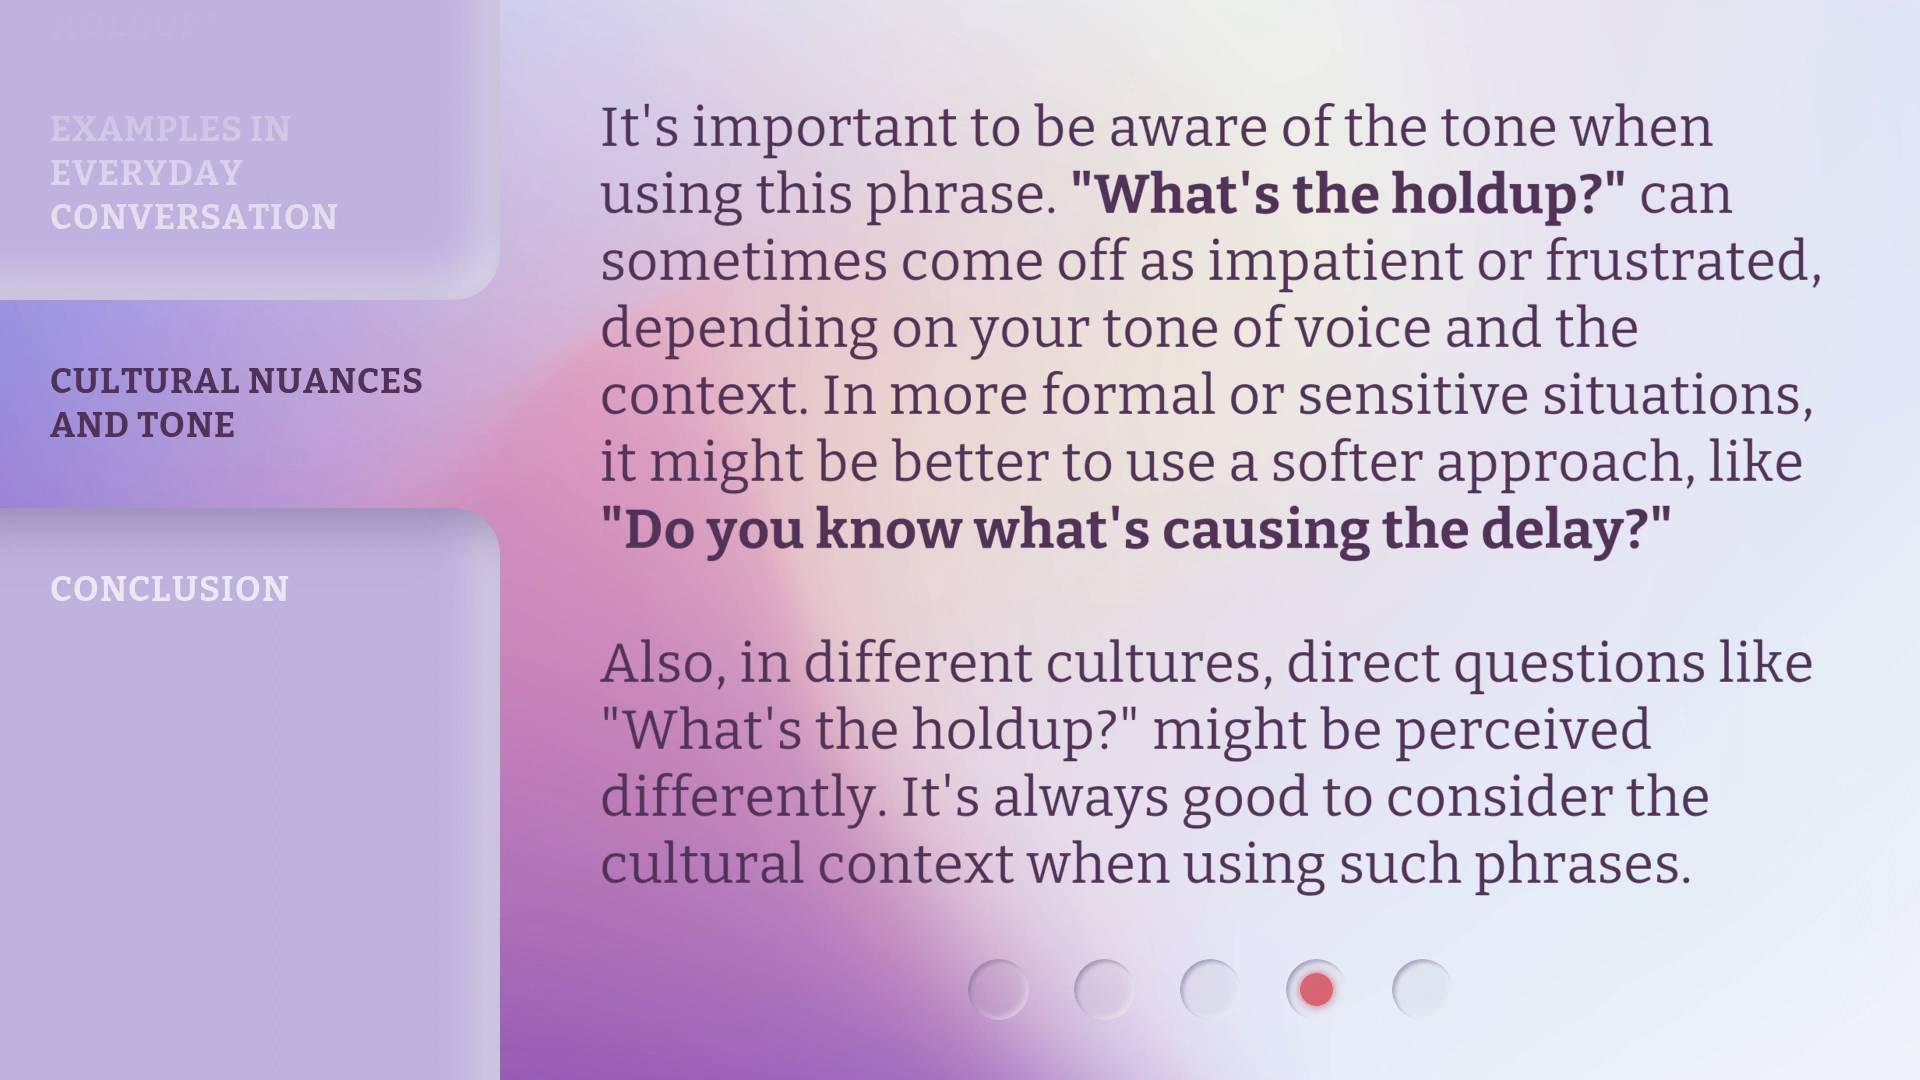 EXAMPLES IN
EVERYDAY
CONVERSATION
CULTURAL NUANCES
AND TONE
CONCLUSION
It's important to be aware of the tone when
using this phrase. "What's the holdup?" can
sometimes come off as impatient or frustrated,
depending on your tone of voice and the
context. In more formal or sensitive situations,
it might be better to use a softer approach, like
"Do you know what's causing the delay?"
Also, in different cultures, direct questions like
"What's the holdup?" might be perceived
differently. It's always good to consider the
cultural context when using such phrases.